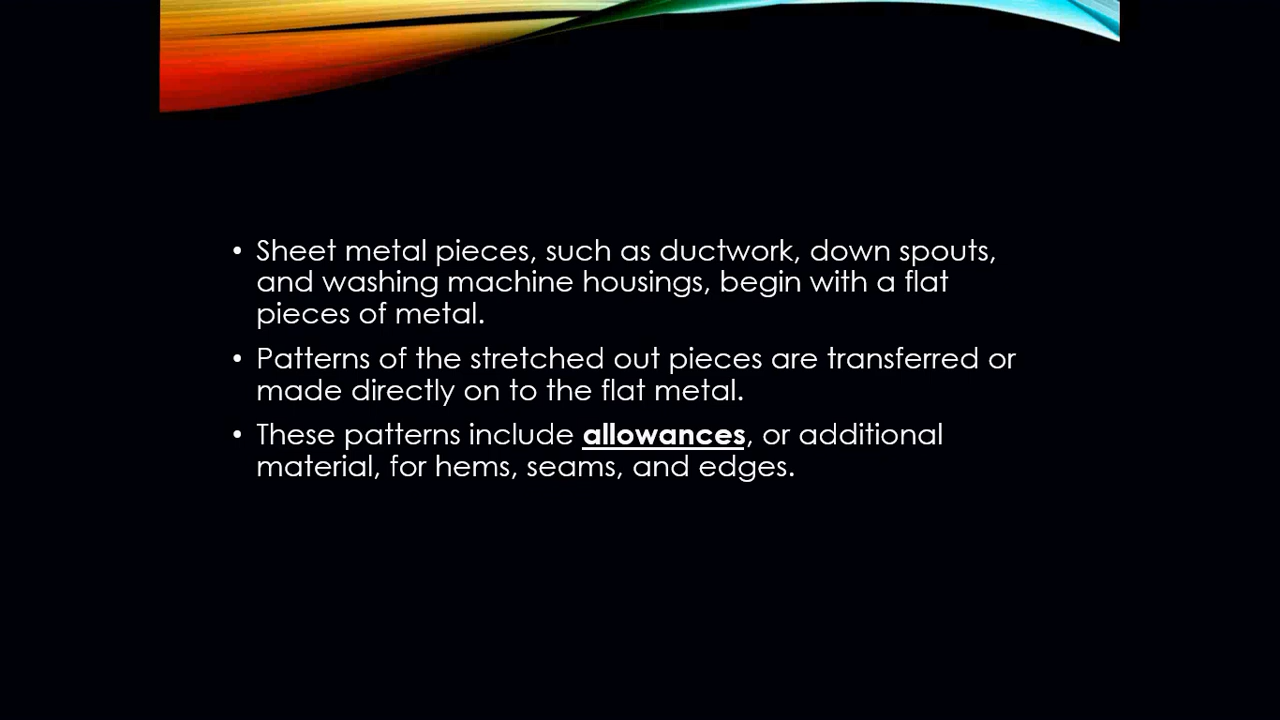 • Sheet metal pieces, such as ductwork, down spouts,
and washing machine housings, begin with a flat
pieces of metal.
• Patterns of the stretched out pieces are transferred or
made directly on to the flat metal.
• These patterns include allowances, or additional
material, for hems, seams, and edges.